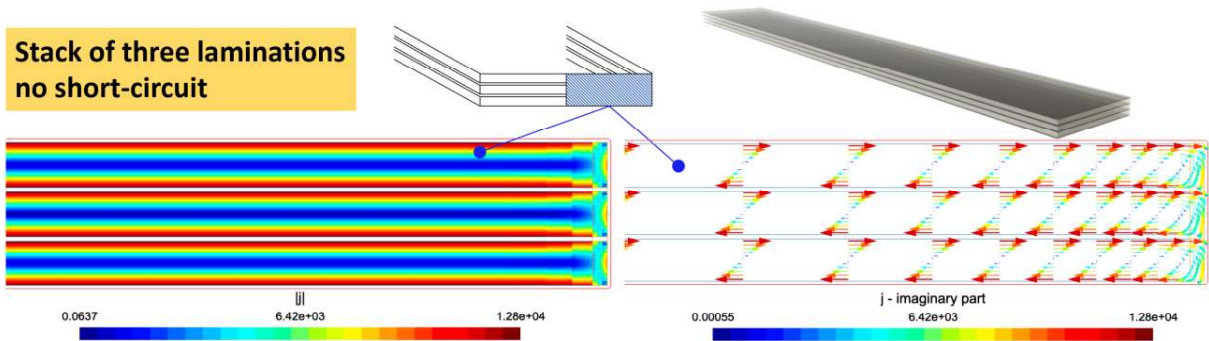 Stack of three laminations
no short-circuit
|j|
0.0637 6.42e+03 1.28e+04
j - imaginary part
0.00055 6.42e+03 1.28e+04